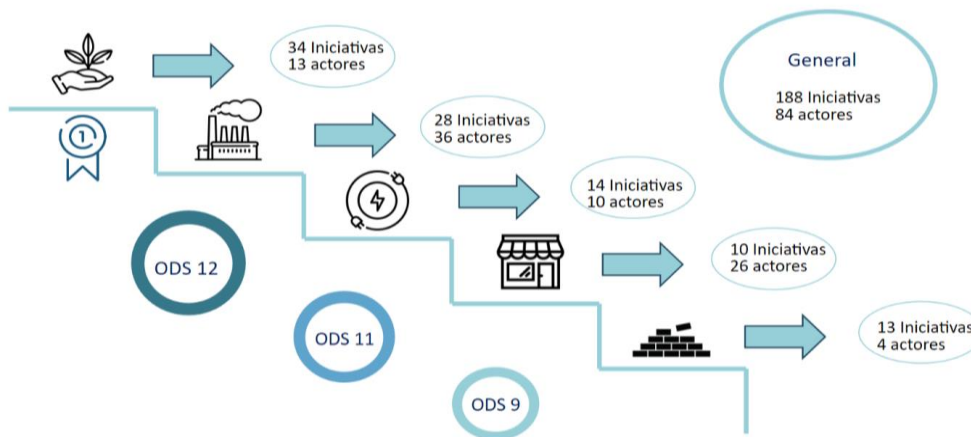 34 Iniciativas
13 actores
General
188 Iniciativas
84 actores
28 Iniciativas
36 actores
1
14 Iniciativas
10 actores
10 Iniciativas
26 actores
ODS 12
ODS 11
13 Iniciativas
4 actores
ODS 9